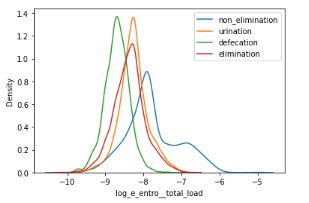 1.4
1.2
1.0
0.8
0.6
0.4
0.2
0.0
Density
non_elimination
urination
defecation
elimination
−10 −9 −8 −7 −6 −5
log_e_entro__total_load